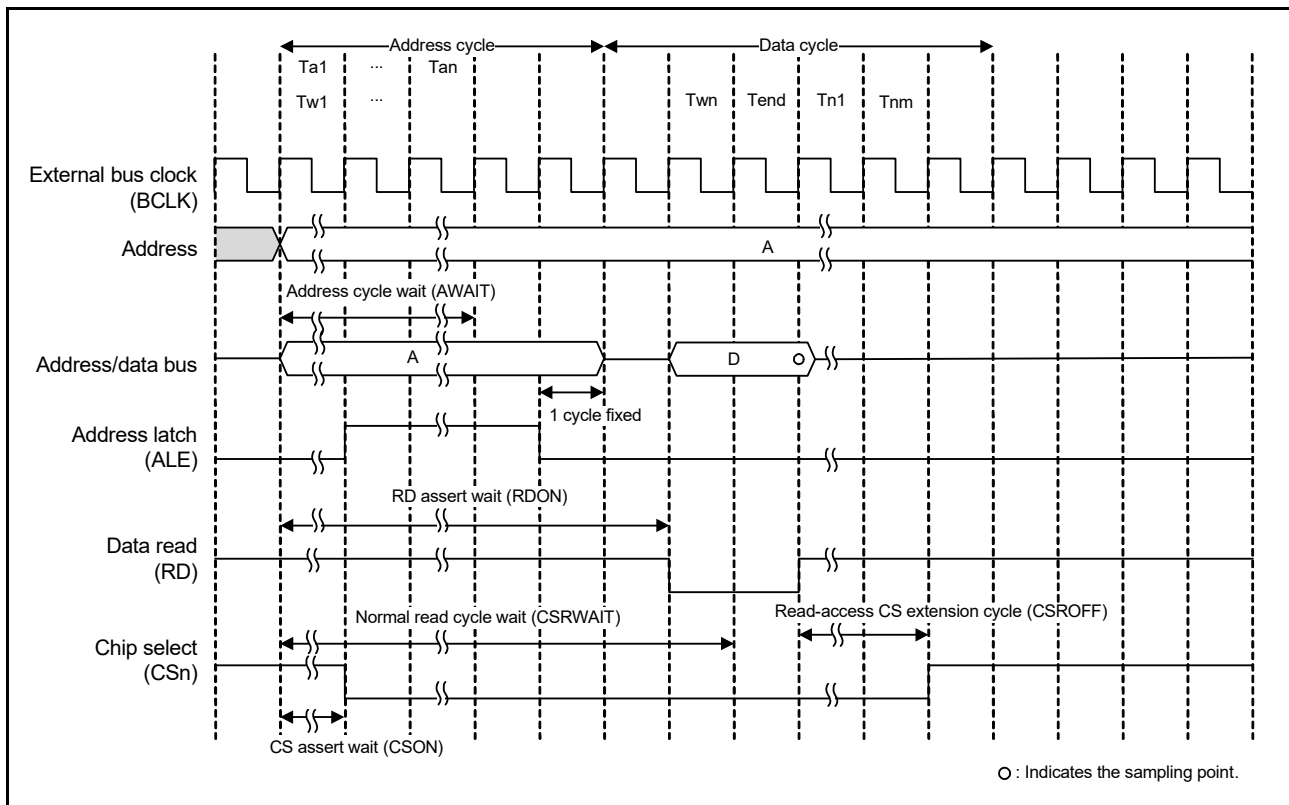 Address cycle
Data cycle
Ta1 ... Tan
Tw1 ... Twn Tend Tn1 Tnm
External bus clock
(BCLK)
Address
A
Address cycle wait (AWAIT)
Address/data bus
A
D
1 cycle fixed
Address latch
(ALE)
RD assert wait (RDON)
Data read
(RD)
Normal read cycle wait (CSRWAIT)
Read-access CS extension cycle (CSROFF)
Chip select
(CSn)
CS assert wait (CSON)
: Indicates the sampling point.